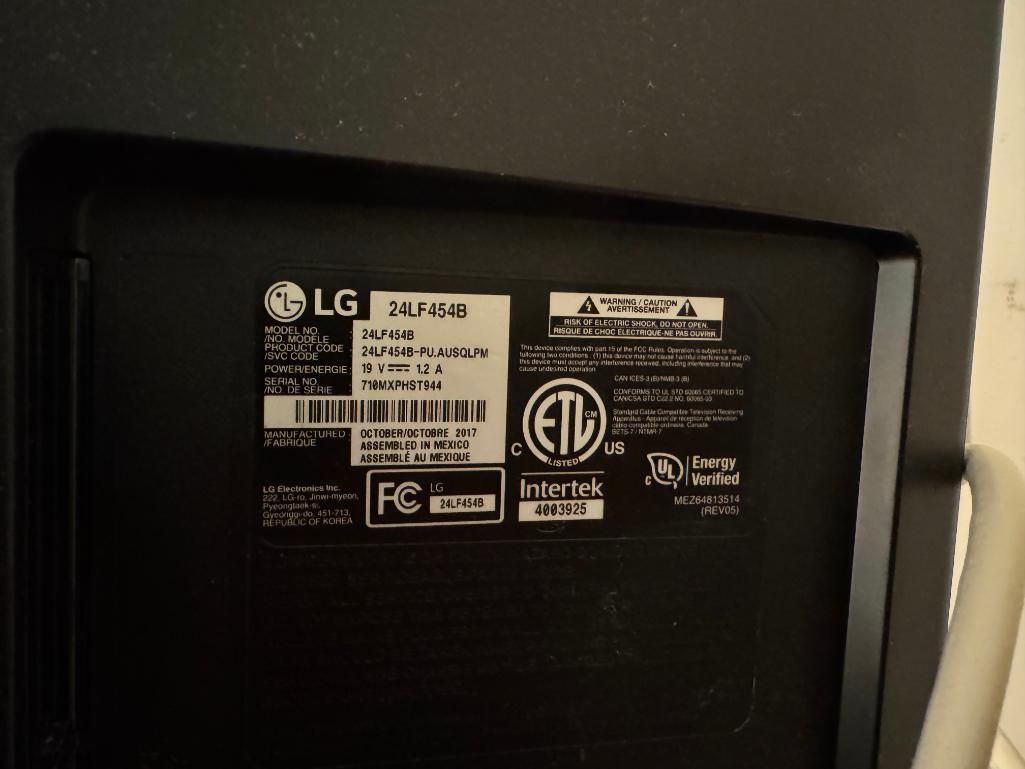 LG 24LF454B
MODEL NO.
/NO. MODÈLE 24LF454B
PRODUCT CODE
/SVC CODE 24LF454B-PU.AUSQLPM
POWER/ENERGIE 19 V 1.2 A
SERIAL NO.
/NO. DE SERIE 710MXPHST944
MANUFACTURED
/FABRIQUÉ OCTOBER/OCTOBRE 2017
ASSEMBLED IN MEXICO
ASSEMBLÉ AU MEXIQUE
LG Electronics Inc.
222, LG-ro, Jinwi-myeon,
Pyeongtaek-si,
Gyeonggi-do, 451-713,
REPUBLIC OF KOREA
FC LG
24LF454B
WARNING / CAUTION
AVERTISSEMENT
RISK OF ELECTRIC SHOCK, DO NOT OPEN.
RISQUE DE CHOC ÉLECTRIQUE-NE PAS OUVRIR.
This device complies with part 15 of the FCC Rules. Operation is subject to the
following two conditions : (1) this device may not cause harmful interference, and (2)
this device must accept any interference received, including interference that may
cause undesired operation.
CAN ICES-3 (B)/NMB-3 (B)
CONFORMS TO UL STD 60065 CERTIFIED TO
CAN/CSA STD C22.2 NO. 60065-03
Standard Cable Compatible Television Receiving
Apparatus - Appareil de réception de télévision
câblo-compatible ordinaire, Canada
BETS-7 / NTMR-7
ETL CM
C LISTED US
Intertek
4003925
C UL Energy
Verified
MEZ64813514
(REV05)